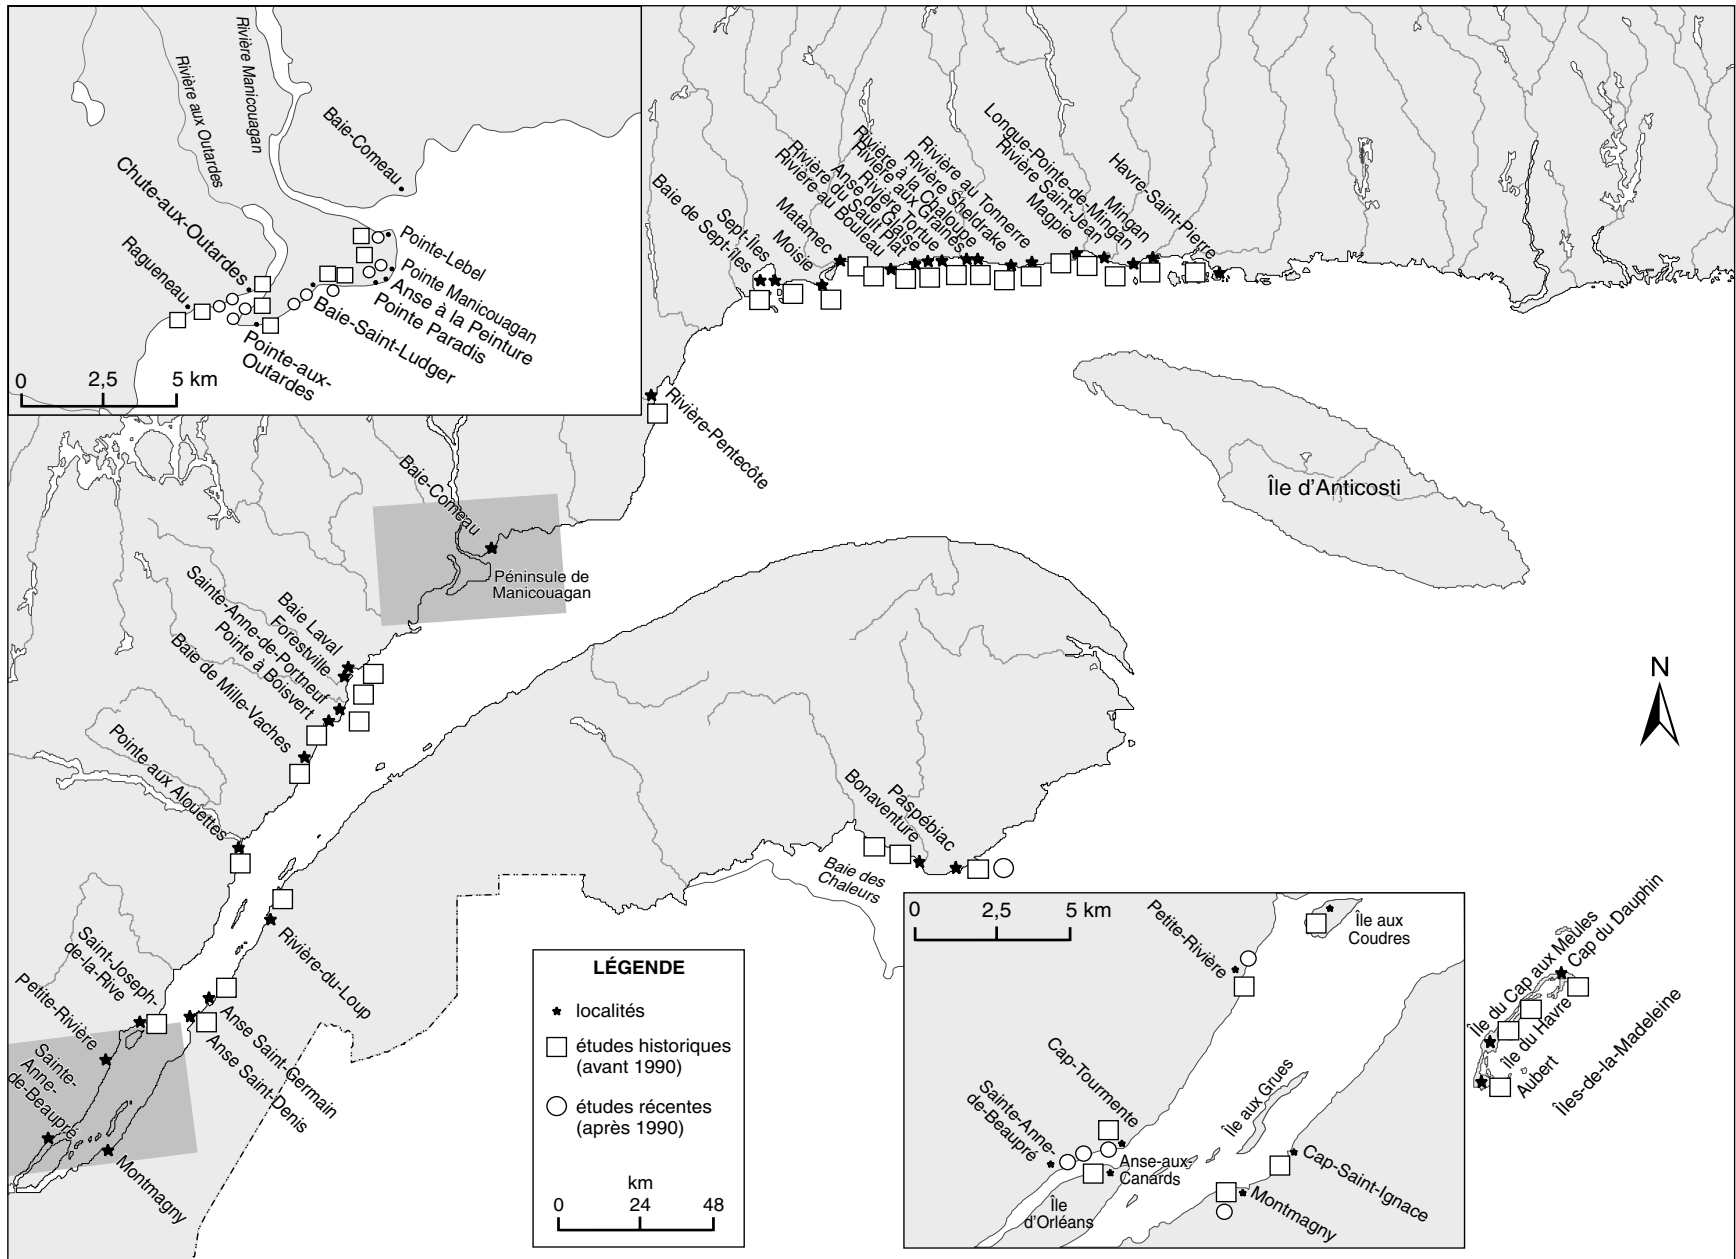 Rivière aux Outardes
Rivière Manicouagan
Baie-Comeau
Chute-aux-Outardes
Ragueneau
Pointe-Lebel
Pointe Manicouagan
Anse à la Peinture
Pointe Paradis
Baie-Saint-Ludger
Pointe-aux-
Outardes
0 2,5 5 km
Baie de Sept-Îles
Sept-Îles
Moisie
Matamec
Rivière au Bouleau
Rivière du Sault Plat
Anse de Glaise
Rivière Tortue
Rivière aux Graines
Rivière à la Chaloupe
Rivière Sheldrake
Rivière au Tonnerre
Magpie
Rivière Saint-Jean
Longue-Pointe-de-Mingan
Mingan
Havre-Saint-Pierre
Rivière-Pentecôte
Île d'Anticosti
Baie-Comeau
Péninsule de
Manicouagan
Baie Laval
Forestville
Sainte-Anne-de-Portneuf
Pointe à Boisvert
Baie de Mille-Vaches
Pointe aux Alouettes
N
Bonaventure
Paspébiac
Baie des
Chaleurs
Rivière-du-Loup
Saint-Joseph-
de-la-Rive
Petite-Rivière
Sainte-
Anne-
de-Beaupré
Anse Saint-Germain
Anse Saint-Denis
Montmagny
LÉGENDE
localités
études historiques
(avant 1990)
études récentes
(après 1990)
km
0 24 48
0 2,5 5 km
Petite-Rivière
Île aux
Coudres
Cap-Tourmente
Sainte-Anne-
de-Beaupré
Île aux Grues
Anse-aux
Canards
Île
d'Orléans
Cap-Saint-Ignace
Montmagny
Île du Cap aux Meules
Cap du Dauphin
Île du Havre
Aubert
Îles-de-la-Madeleine